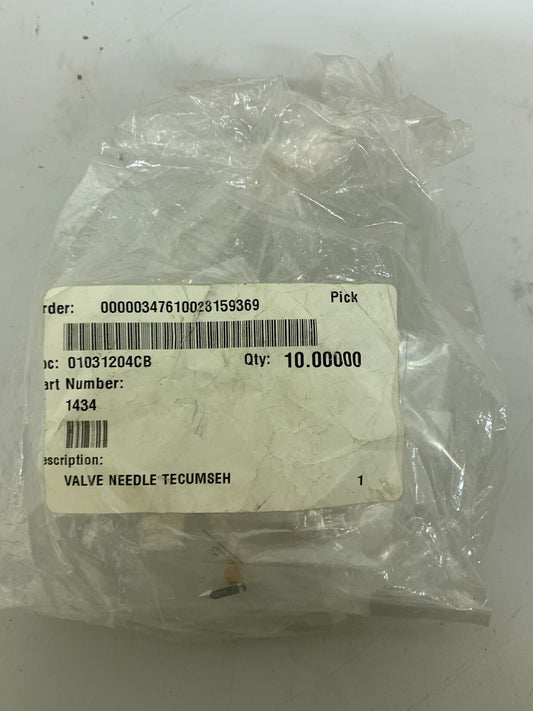 rder: 00000347610028159369 Pick
oc: 01031204CB Qty: 10.00000
art Number:
1434
escription:
VALVE NEEDLE TECUMSEH 1